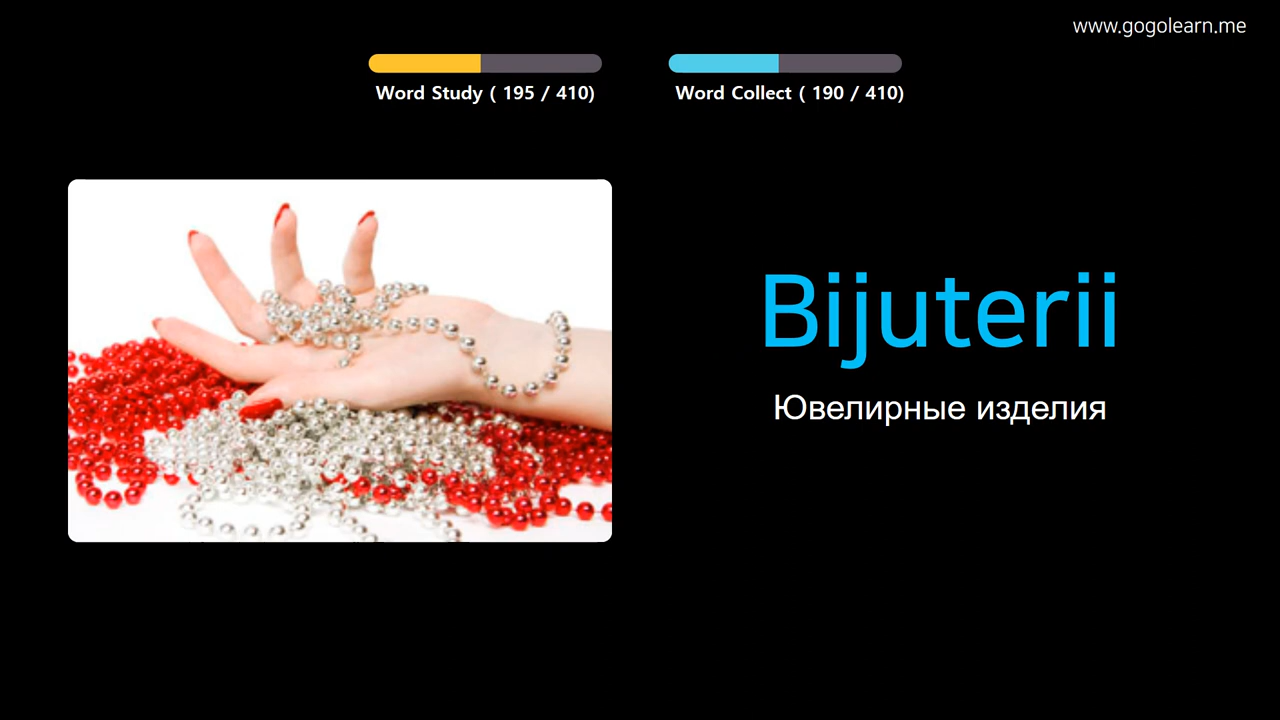 www.gogolearn.me
Word Study ( 195 / 410)
Word Collect ( 190 / 410)
Bijuterii
Ювелирные изделия